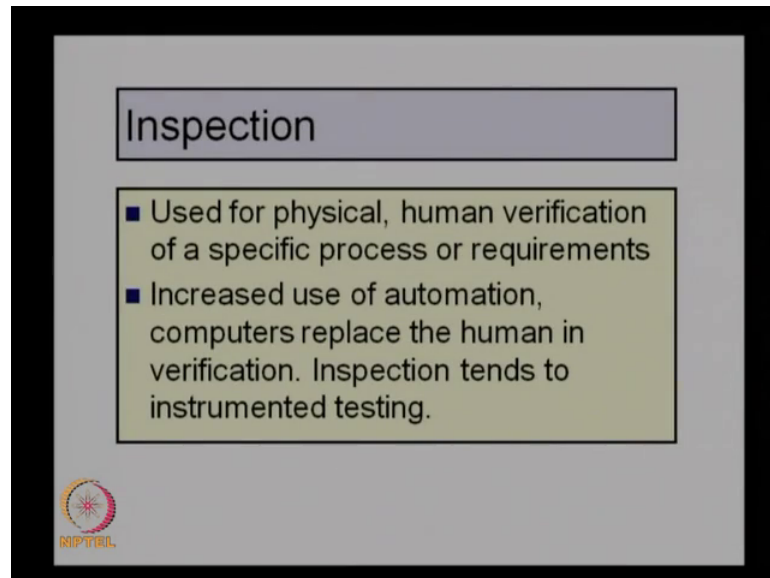 Inspection
■ Used for physical, human verification
of a specific process or requirements
■ Increased use of automation,
computers replace the human in
verification. Inspection tends to
instrumented testing.
NPTEL